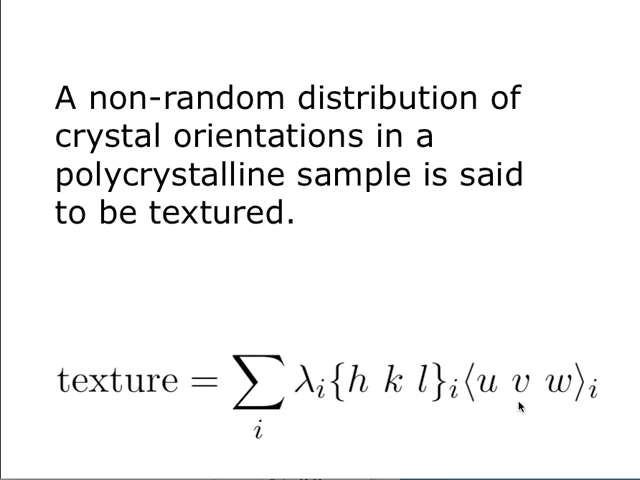 A non-random distribution of
crystal orientations in a
polycrystalline sample is said
to be textured.
texture = ∑ λᵢ{h k l}ᵢ⟨u v w⟩ᵢ
i